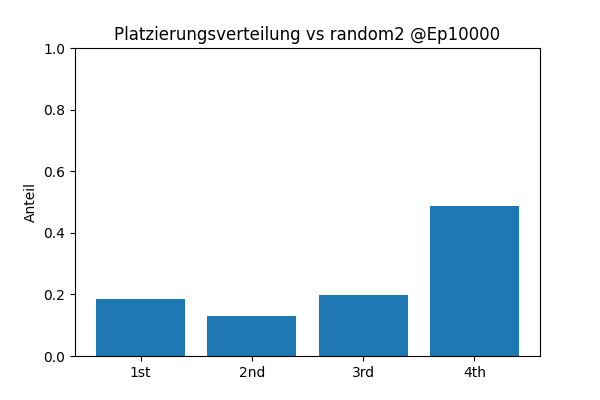 Platzierungsverteilung vs random2 @Ep10000
1.0
0.8
0.6
0.4
0.2
0.0
Anteil
1st
2nd
3rd
4th